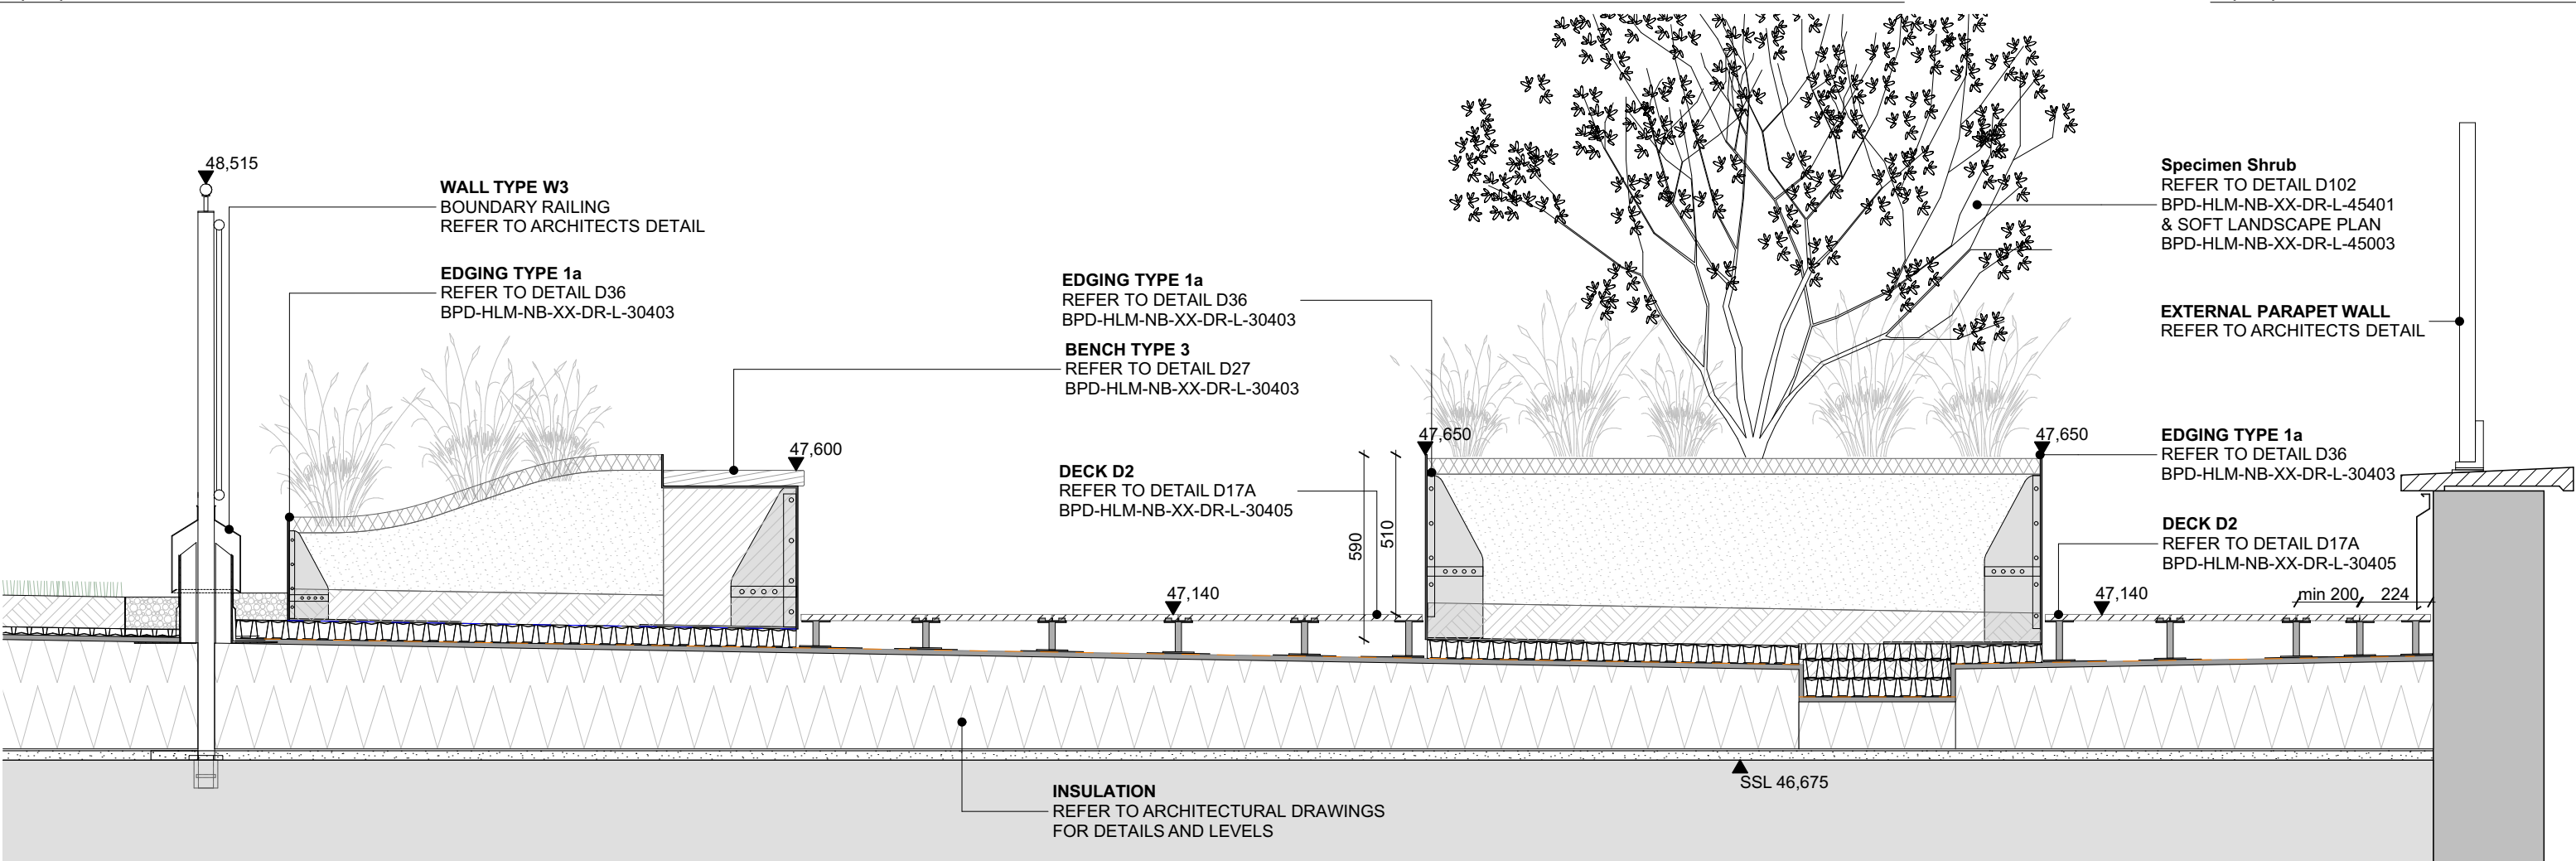 48,515
WALL TYPE W3
BOUNDARY RAILING
REFER TO ARCHITECTS DETAIL
EDGING TYPE 1a
REFER TO DETAIL D36
BPD-HLM-NB-XX-DR-L-30403
47,600
EDGING TYPE 1a
REFER TO DETAIL D36
BPD-HLM-NB-XX-DR-L-30403
BENCH TYPE 3
REFER TO DETAIL D27
BPD-HLM-NB-XX-DR-L-30403
DECK D2
REFER TO DETAIL D17A
BPD-HLM-NB-XX-DR-L-30405
590
510
47,140
47,650
47,650
Specimen Shrub
REFER TO DETAIL D102
BPD-HLM-NB-XX-DR-L-45401
& SOFT LANDSCAPE PLAN
BPD-HLM-NB-XX-DR-L-45003
EXTERNAL PARAPET WALL
REFER TO ARCHITECTS DETAIL
EDGING TYPE 1a
REFER TO DETAIL D36
BPD-HLM-NB-XX-DR-L-30403
DECK D2
REFER TO DETAIL D17A
BPD-HLM-NB-XX-DR-L-30405
47,140
min 200
224
INSULATION
REFER TO ARCHITECTURAL DRAWINGS
FOR DETAILS AND LEVELS
SSL 46,675